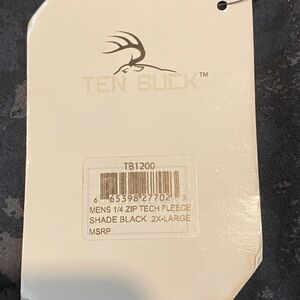 TEN BUCK™
TB1200
6 65398 27702 3
MENS 1/4 ZIP TECH FLEECE
SHADE BLACK 2X-LARGE
MSRP